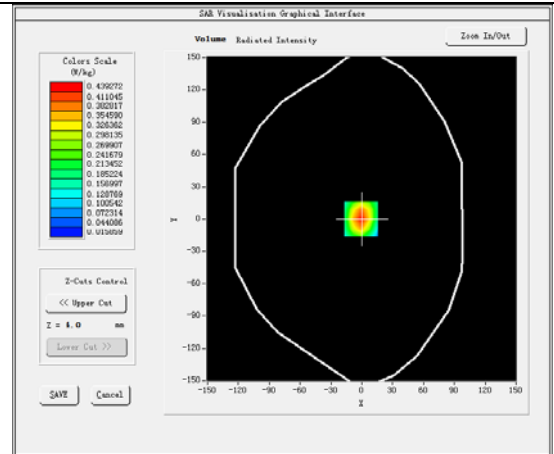 SAR Visualisation Graphical Interface
Volume Radiated Intensity
Zoom In/Out
Colors Scale
(W/kg)
0.439272
0.411045
0.382817
0.354590
0.326362
0.298135
0.269907
0.241679
0.213452
0.185224
0.156997
0.128769
0.100542
0.072314
0.044086
0.015859
150
120
90
60
30
0
-30
-60
-90
-120
-150
Y
-150 -120 -90 -60 -30 0 30 60 90 120 150
X
Z-Cuts Control
<< Upper Cut
Z = 4.0 mm
Lower Cut >>
SAVE Cancel